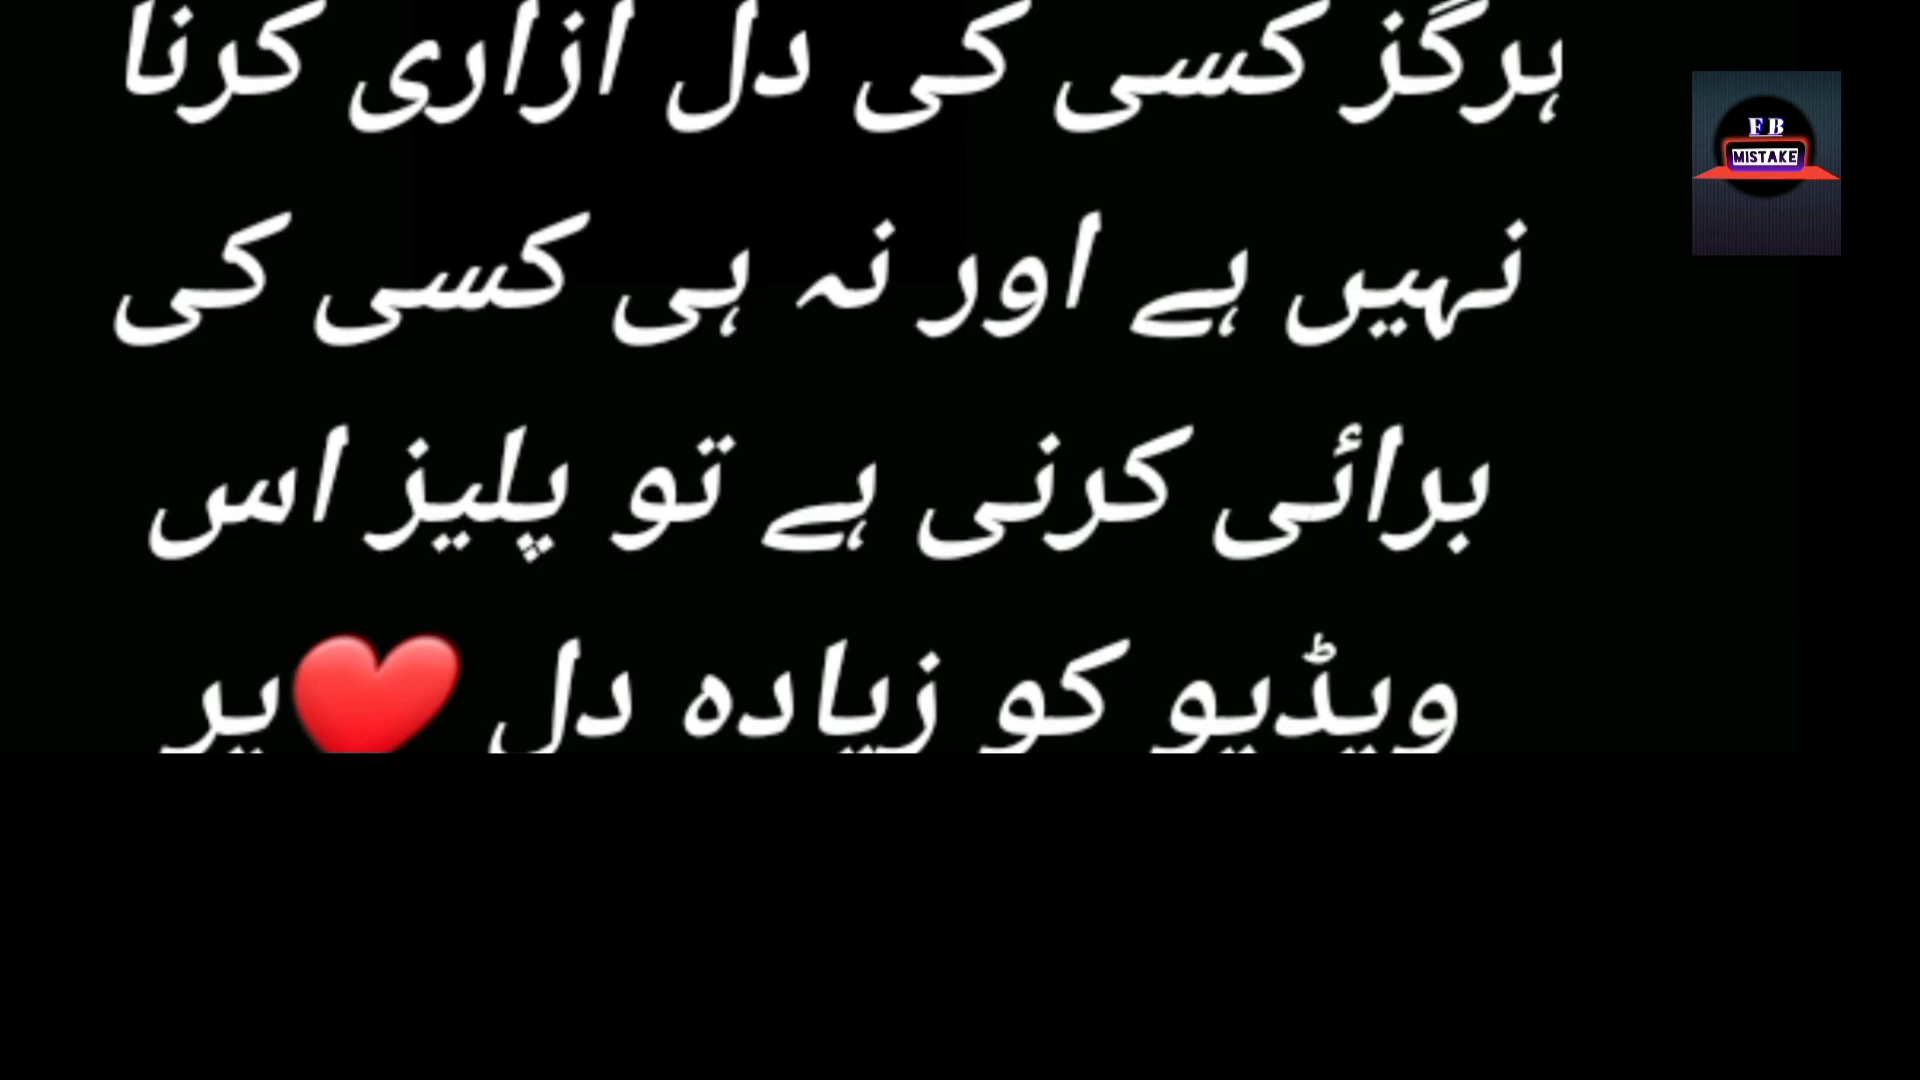 ہرگز کسی کی دل ازاری کرنا
نہیں ہے اور نہ ہی کسی کی
برائی کرنی ہے تو پلیز اس
ویڈیو کو زیادہ دل ❤️پر
FB
MISTAKE